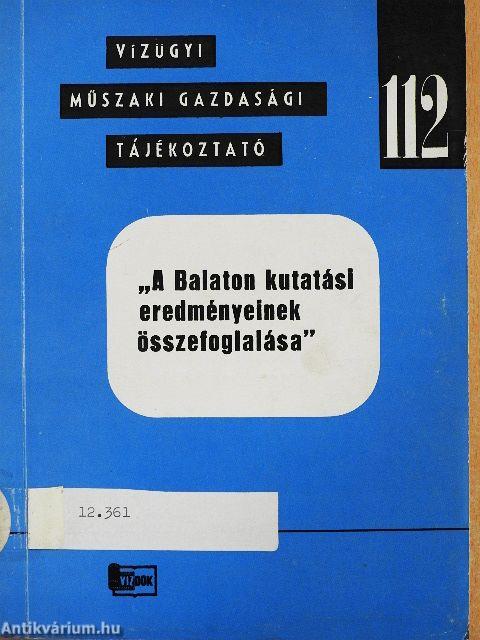 VÍZÜGYI
MŰSZAKI GAZDASÁGI
TÁJÉKOZTATÓ
112
„A Balaton kutatási
eredményeinek
összefoglalása”
12.361
VIZDOK
Antikvárium.hu